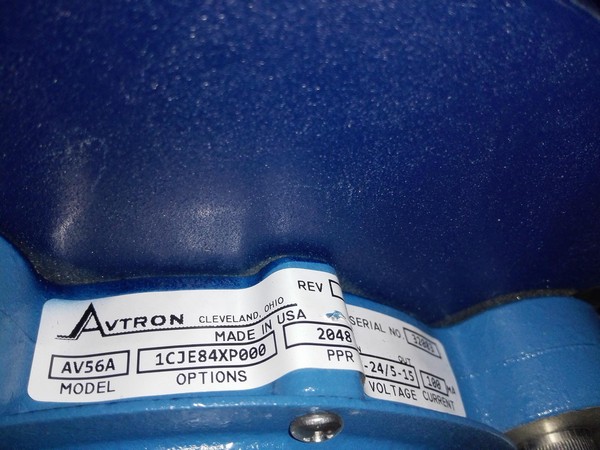 AVTRON CLEVELAND, OHIO
MADE IN USA
REV
SERIAL NO
AV56A
MODEL
1CJE84XP000
OPTIONS
2048
PPR
OUT
-24/5-15
VOLTAGE
100 mA
CURRENT